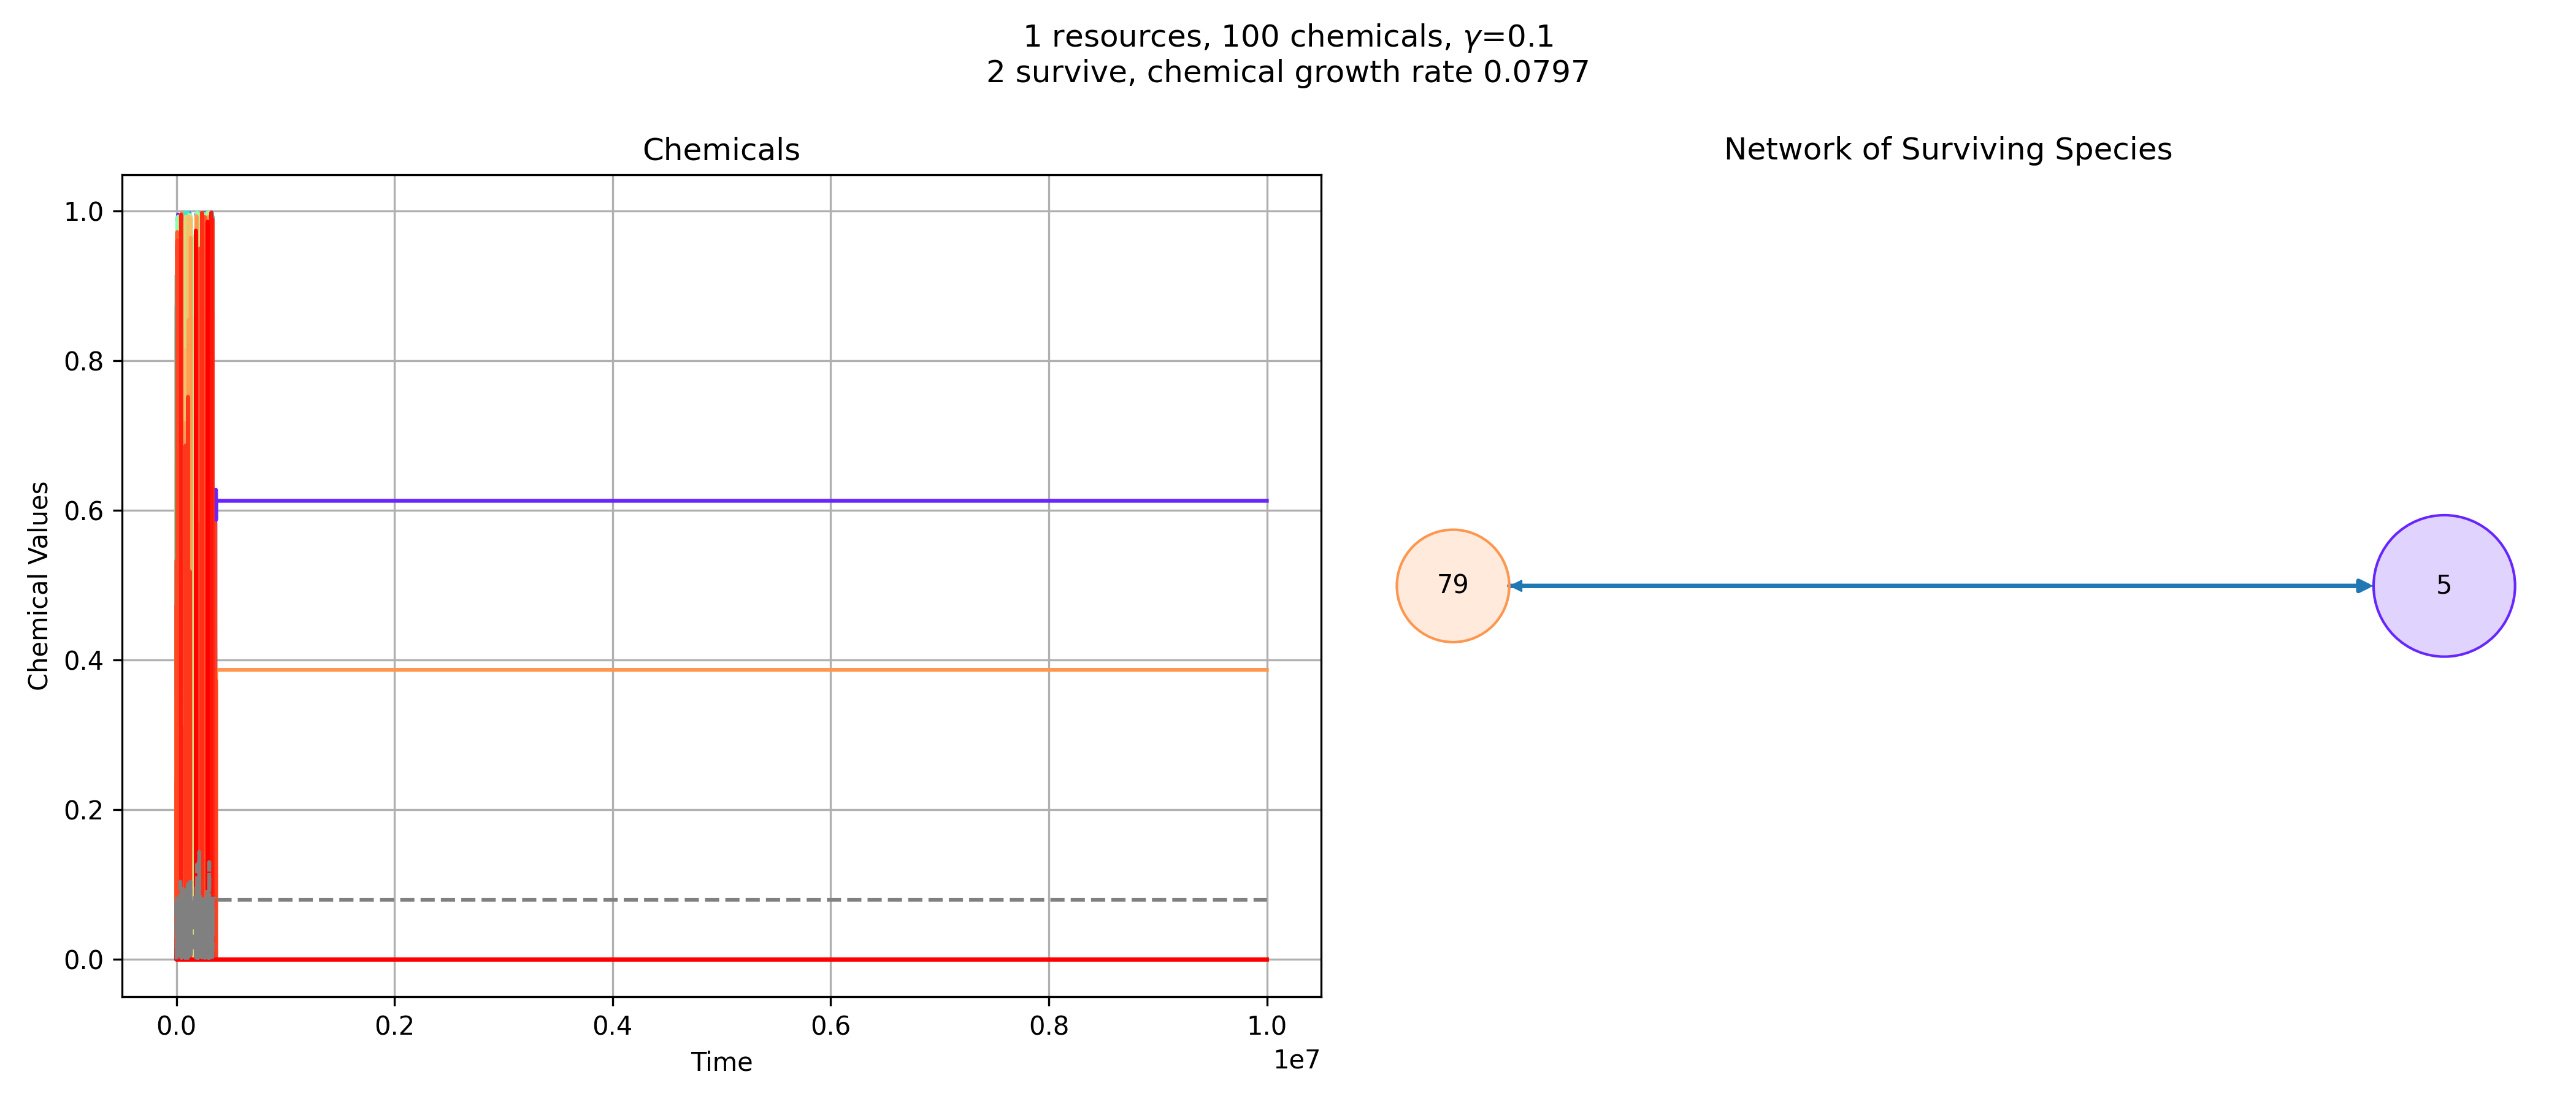 1 resources, 100 chemicals, γ=0.1
2 survive, chemical growth rate 0.0797
Chemicals
Network of Surviving Species
Chemical Values
1.0
0.8
0.6
0.4
0.2
0.0
0.0 0.2 0.4 0.6 0.8 1.0
1e7
Time
79
5